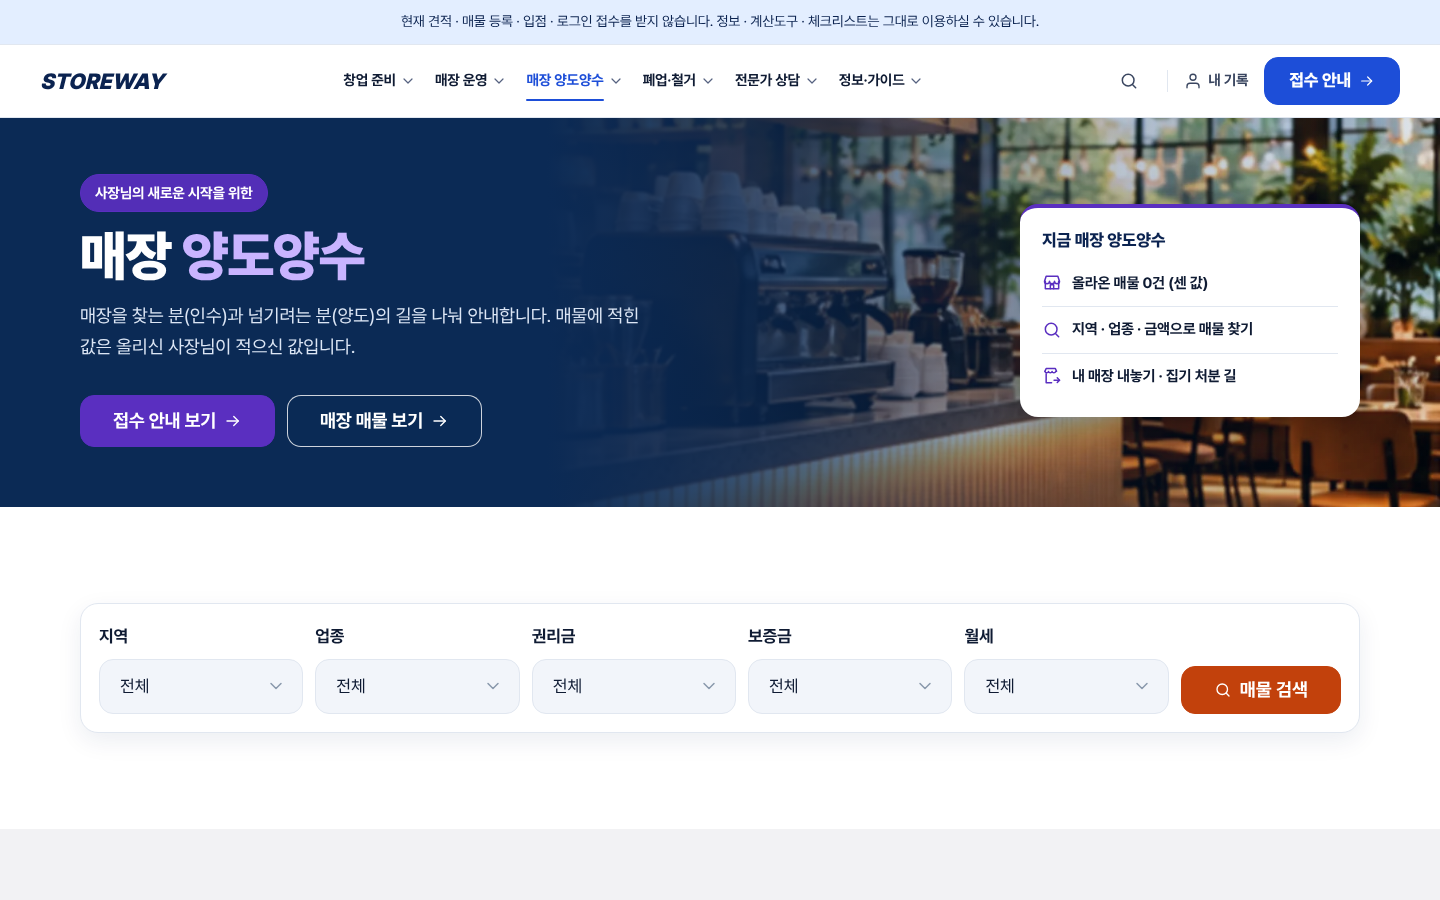 현재 견적 · 매물 등록 · 입점 · 로그인 접수를 받지 않습니다. 정보 · 계산도구 · 체크리스트는 그대로 이용하실 수 있습니다.
STOREWAY
창업 준비
매장 운영
매장 양도양수
폐업·철거
전문가 상담
정보·가이드
내 기록
접수 안내
사장님의 새로운 시작을 위한
매장 양도양수
매장을 찾는 분(인수)과 넘기려는 분(양도)의 길을 나눠 안내합니다. 매물에 적힌
값은 올리신 사장님이 적으신 값입니다.
접수 안내 보기
매장 매물 보기
지금 매장 양도양수
올라온 매물 0건 (센 값)
지역 · 업종 · 금액으로 매물 찾기
내 매장 내놓기 · 집기 처분 길
지역
업종
권리금
보증금
월세
전체
전체
전체
전체
전체
매물 검색